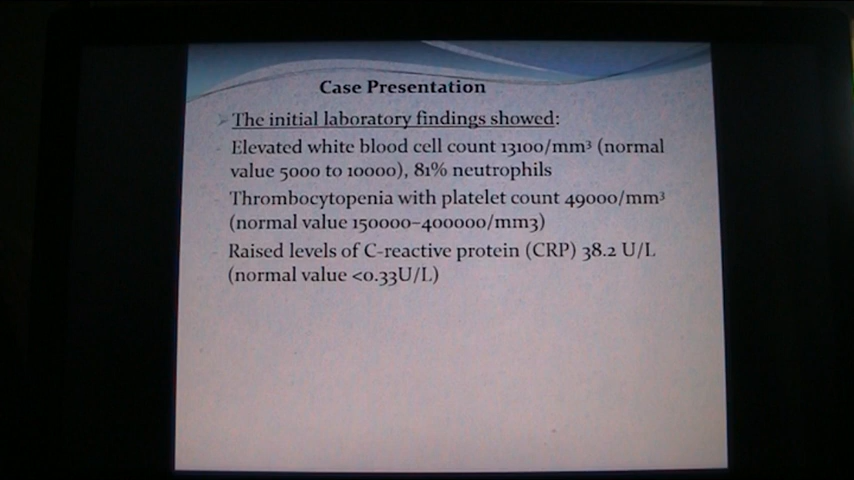 Case Presentation
The initial laboratory findings showed:
- Elevated white blood cell count 13100/mm³ (normal
value 5000 to 10000), 81% neutrophils
Thrombocytopenia with platelet count 49000/mm³
(normal value 150000–400000/mm3)
- Raised levels of C-reactive protein (CRP) 38.2 U/L
(normal value <0.33U/L)